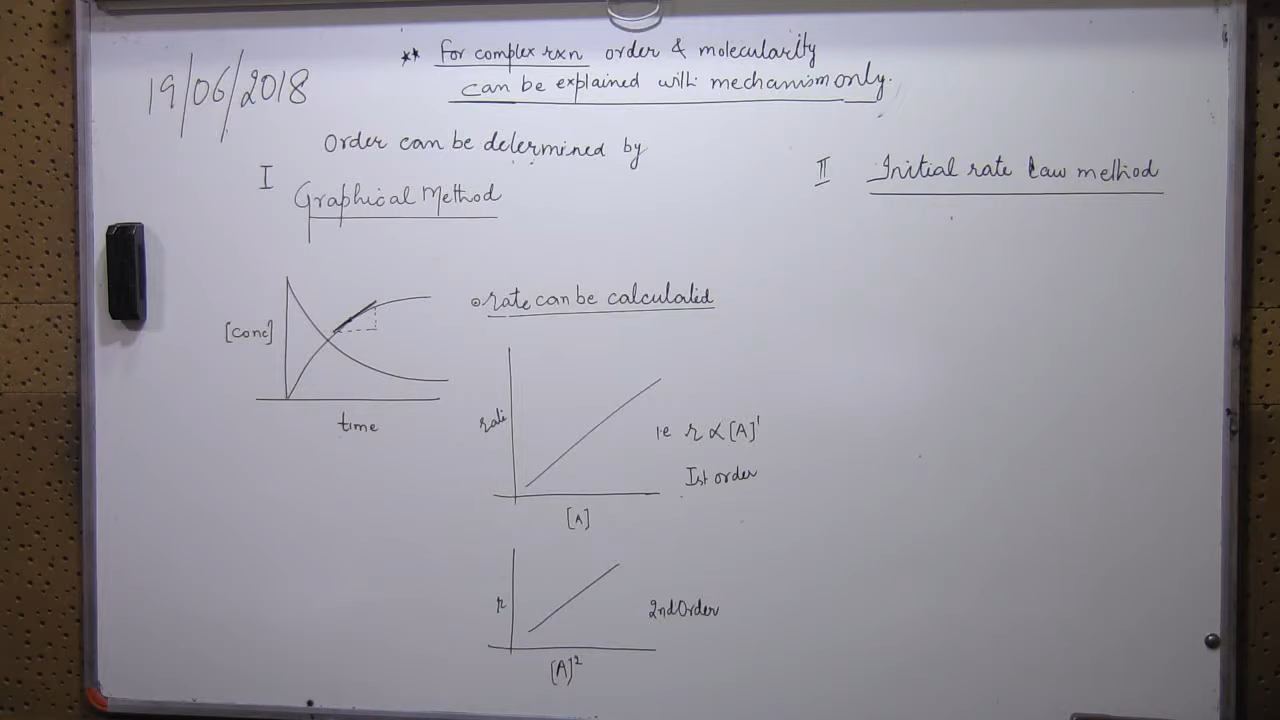 ** For complex rxn order & molecularity
can be explained with mechanism only.
19/06/2018
Order can be determined by
I Graphical Method
[conc]
time
rate can be calculated
rate
[A]
i.e r ∝ [A]¹
Ist order
r
[A]²
2nd Order
II Initial rate Law method